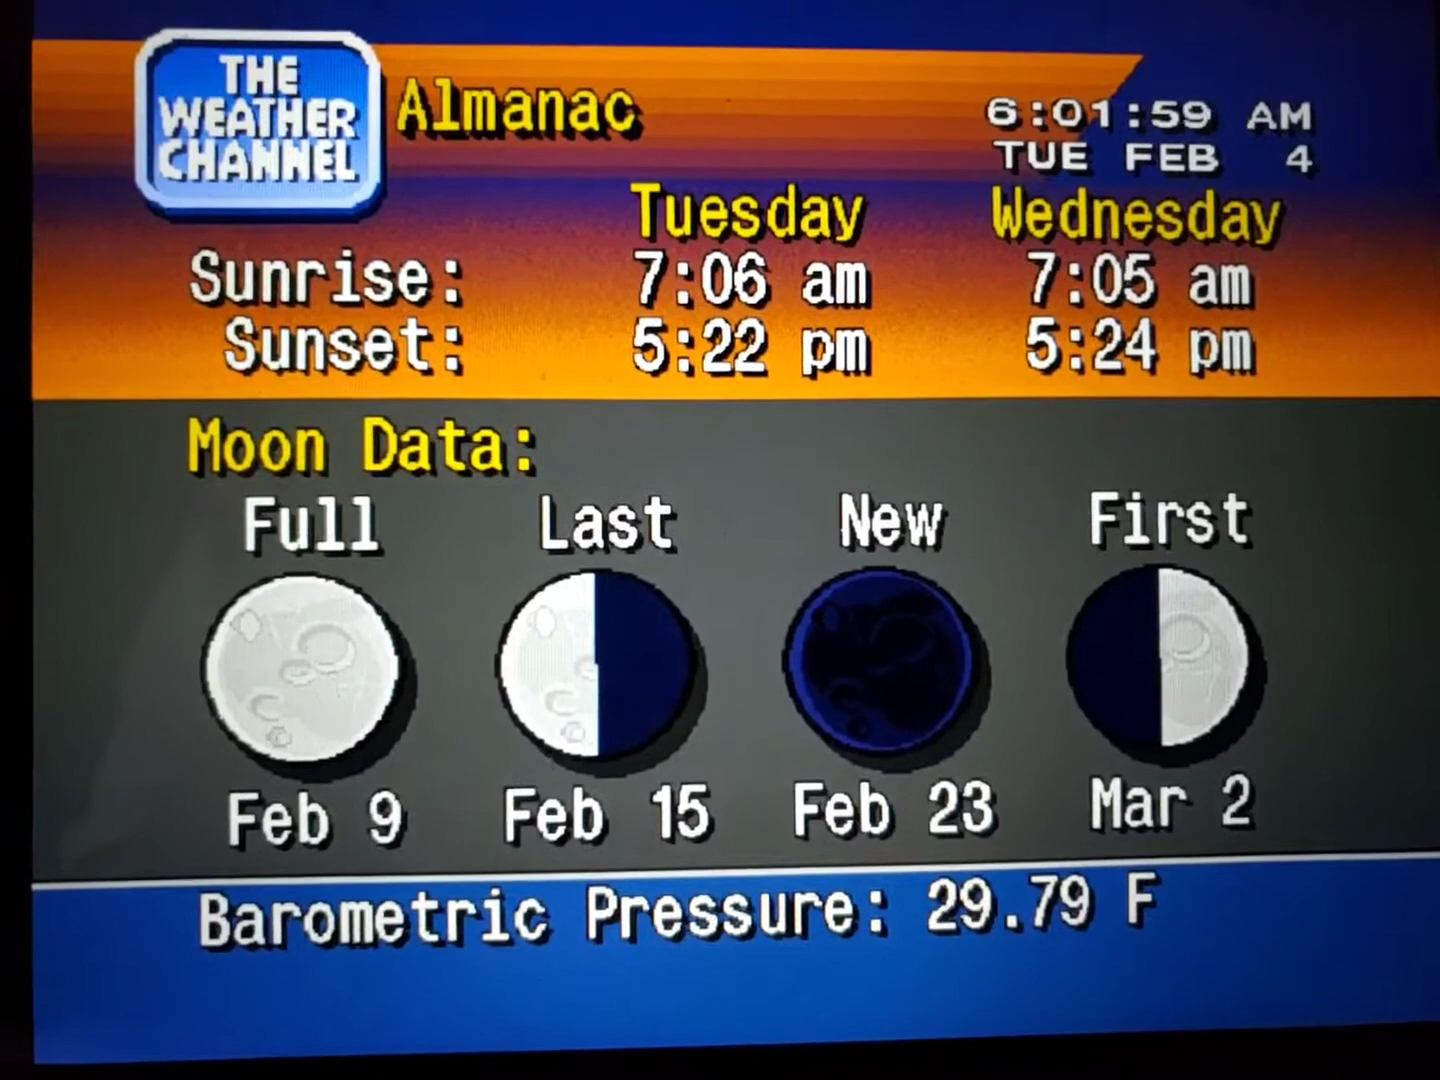 THE
WEATHER
CHANNEL
Almanac
6:01:59 AM
TUE FEB 4
Tuesday Wednesday
Sunrise: 7:06 am 7:05 am
Sunset: 5:22 pm 5:24 pm
Moon Data:
Full Last New First
Feb 9 Feb 15 Feb 23 Mar 2
Barometric Pressure: 29.79 F